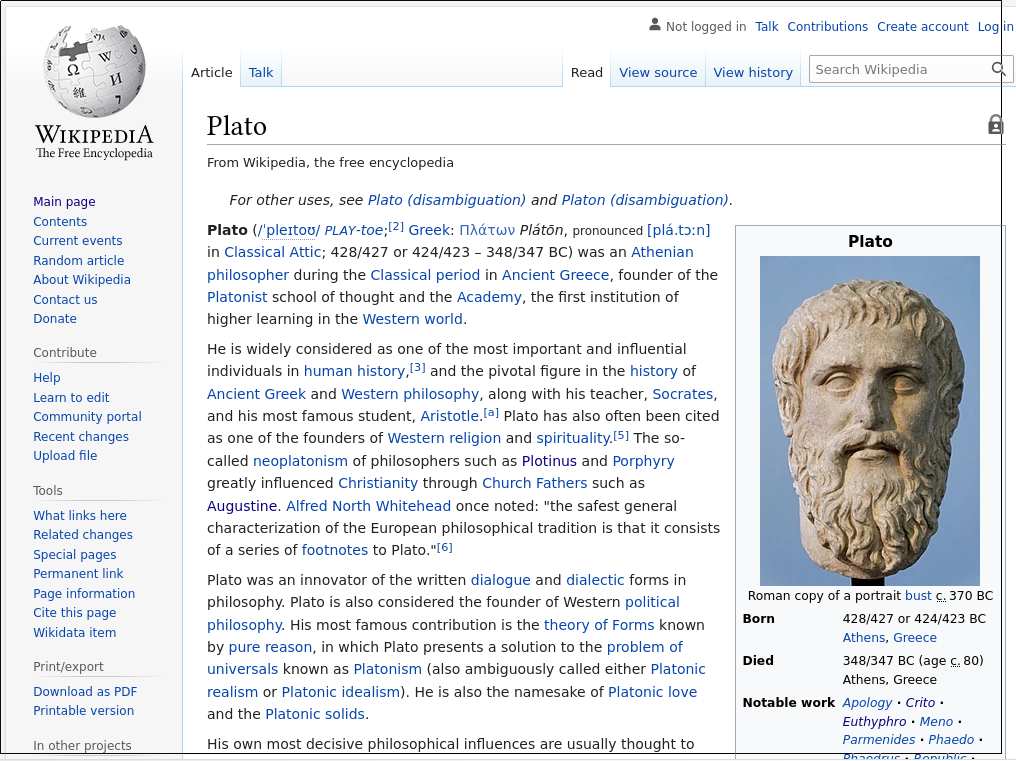 Not logged in Talk Contributions Create account Log in
Article Talk Read View source View history Search Wikipedia
WIKIPEDIA
The Free Encyclopedia
Main page
Contents
Current events
Random article
About Wikipedia
Contact us
Donate
Contribute
Help
Learn to edit
Community portal
Recent changes
Upload file
Tools
What links here
Related changes
Special pages
Permanent link
Page information
Cite this page
Wikidata item
Print/export
Download as PDF
Printable version
In other projects
Plato
From Wikipedia, the free encyclopedia
For other uses, see Plato (disambiguation) and Platon (disambiguation).
Plato (/ˈpleɪtoʊ/ PLAY-toe;[2] Greek: Πλάτων Plátōn, pronounced [plá.tɔːn]
in Classical Attic; 428/427 or 424/423 – 348/347 BC) was an Athenian
philosopher during the Classical period in Ancient Greece, founder of the
Platonist school of thought and the Academy, the first institution of
higher learning in the Western world.
He is widely considered as one of the most important and influential
individuals in human history,[3] and the pivotal figure in the history of
Ancient Greek and Western philosophy, along with his teacher, Socrates,
and his most famous student, Aristotle.[a] Plato has also often been cited
as one of the founders of Western religion and spirituality.[5] The so-
called neoplatonism of philosophers such as Plotinus and Porphyry
greatly influenced Christianity through Church Fathers such as
Augustine. Alfred North Whitehead once noted: "the safest general
characterization of the European philosophical tradition is that it consists
of a series of footnotes to Plato."[6]
Plato was an innovator of the written dialogue and dialectic forms in
philosophy. Plato is also considered the founder of Western political
philosophy. His most famous contribution is the theory of Forms known
by pure reason, in which Plato presents a solution to the problem of
universals known as Platonism (also ambiguously called either Platonic
realism or Platonic idealism). He is also the namesake of Platonic love
and the Platonic solids.
His own most decisive philosophical influences are usually thought to
Plato
Roman copy of a portrait bust c. 370 BC
Born 428/427 or 424/423 BC
Athens, Greece
Died 348/347 BC (age c. 80)
Athens, Greece
Notable work Apology · Crito ·
Euthyphro · Meno ·
Parmenides · Phaedo ·
Phaedrus · Republic ·